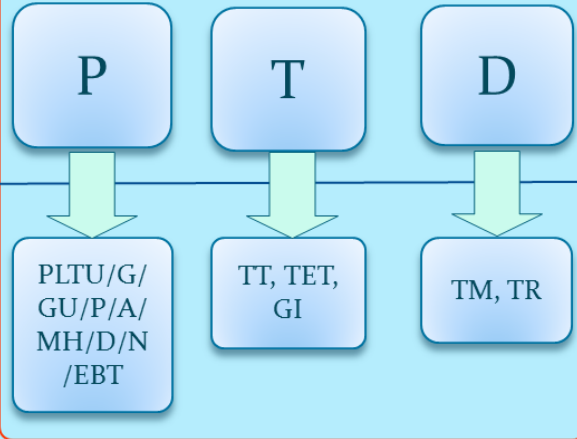 P
T
D
PLTU/G/
GU/P/A/
MH/D/N
/EBT
TT, TET,
GI
TM, TR